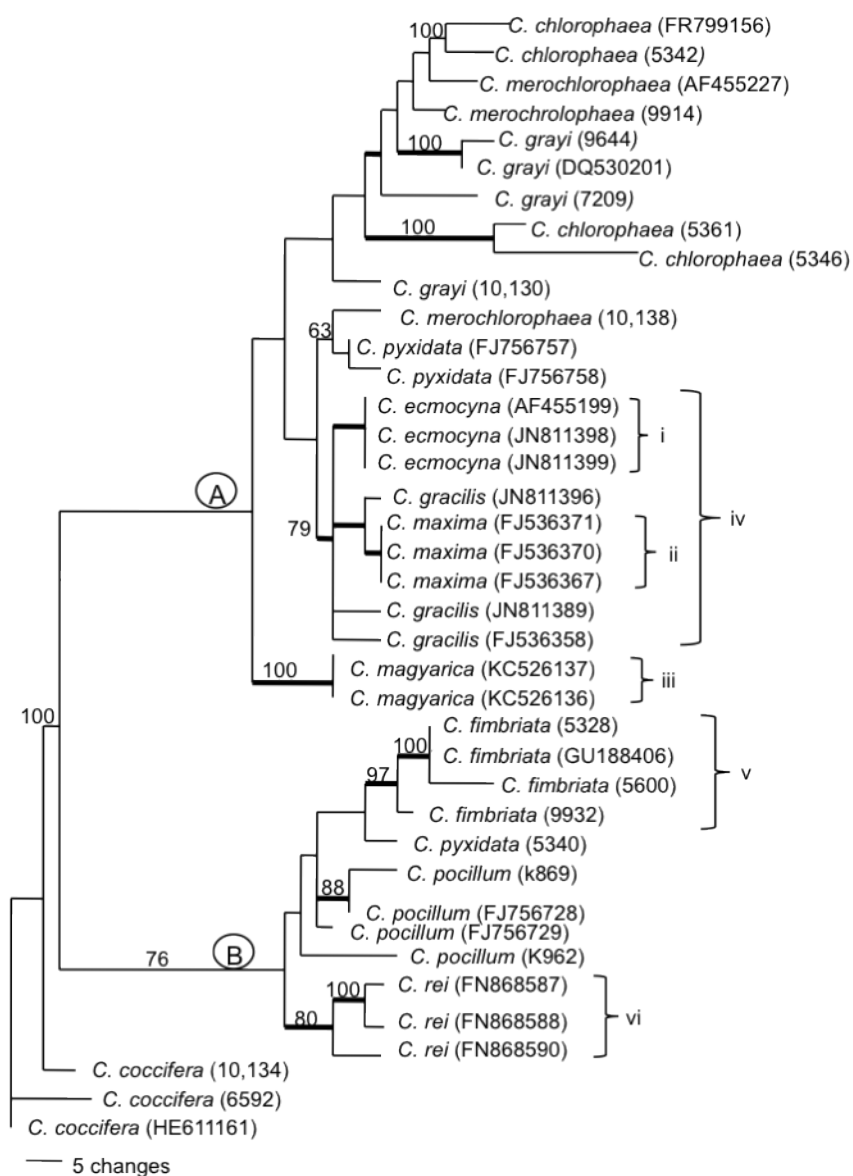 100 C. chlorophaea (FR799156)
C. chlorophaea (5342)
C. merochlorophaea (AF455227)
C. merochrolophaea (9914)
100 C. grayi (9644)
C. grayi (DQ530201)
C. grayi (7209)
100 C. chlorophaea (5361)
C. chlorophaea (5346)
C. grayi (10,130)
63 C. merochlorophaea (10,138)
C. pyxidata (FJ756757)
C. pyxidata (FJ756758)
C. ecmocyna (AF455199)
C. ecmocyna (JN811398) i
C. ecmocyna (JN811399)
A C. gracilis (JN811396)
79 C. maxima (FJ536371) iv
C. maxima (FJ536370) ii
C. maxima (FJ536367)
C. gracilis (JN811389)
C. gracilis (FJ536358)
100 C. magyarica (KC526137) iii
C. magyarica (KC526136)
100 C. fimbriata (5328)
100 C. fimbriata (GU188406) v
97 C. fimbriata (5600)
C. fimbriata (9932)
C. pyxidata (5340)
88 C. pocillum (k869)
C. pocillum (FJ756728)
C. pocillum (FJ756729)
76 B C. pocillum (K962)
100 C. rei (FN868587)
80 C. rei (FN868588) vi
C. rei (FN868590)
C. coccifera (10,134)
C. coccifera (6592)
C. coccifera (HE611161)
5 changes